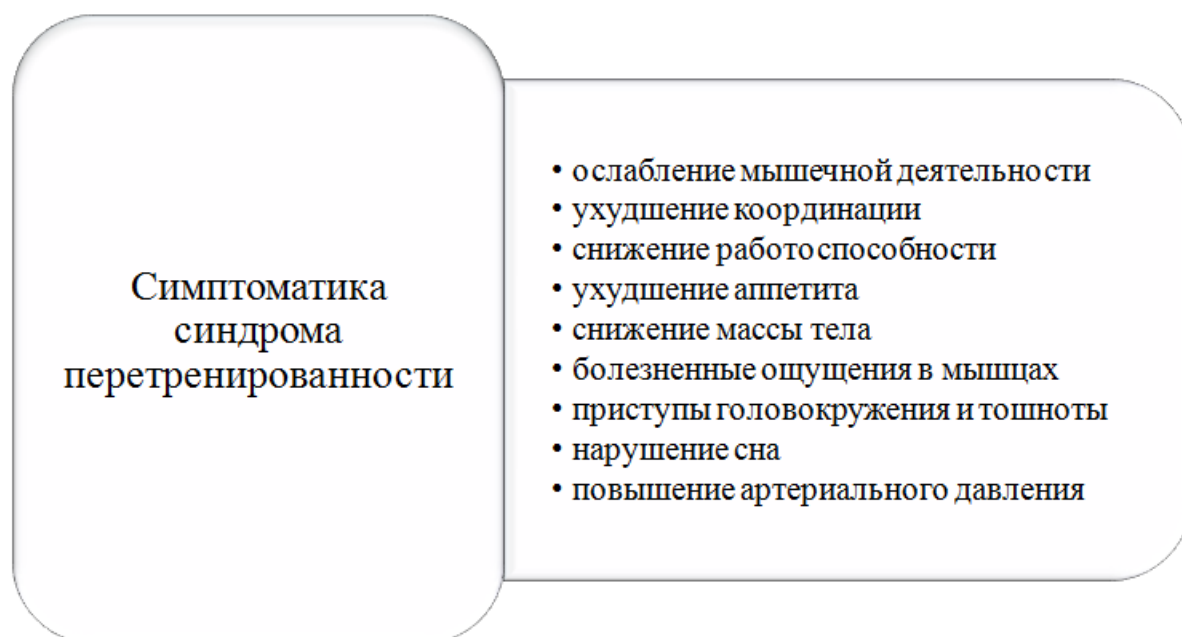 Симптоматика
синдрома
перетренированности
• ослабление мышечной деятельности
• ухудшение координации
• снижение работоспособности
• ухудшение аппетита
• снижение массы тела
• болезненные ощущения в мышцах
• приступы головокружения и тошноты
• нарушение сна
• повышение артериального давления